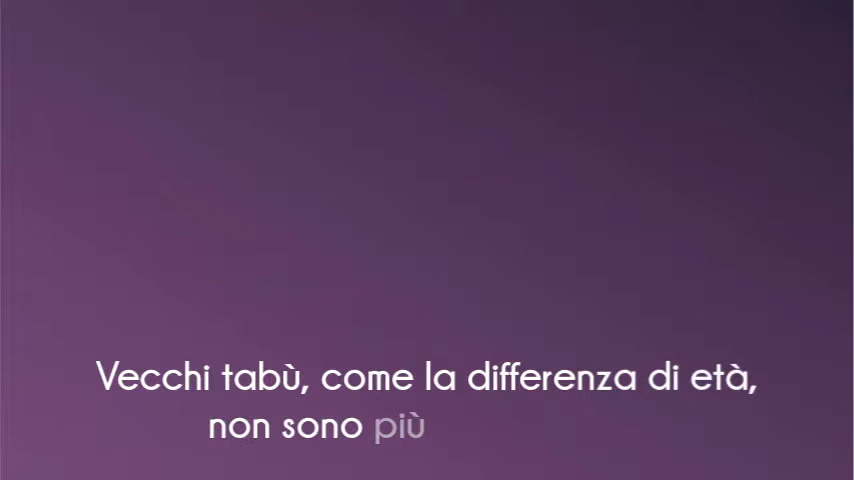 Vecchi tabù, come la differenza di età,
non sono più